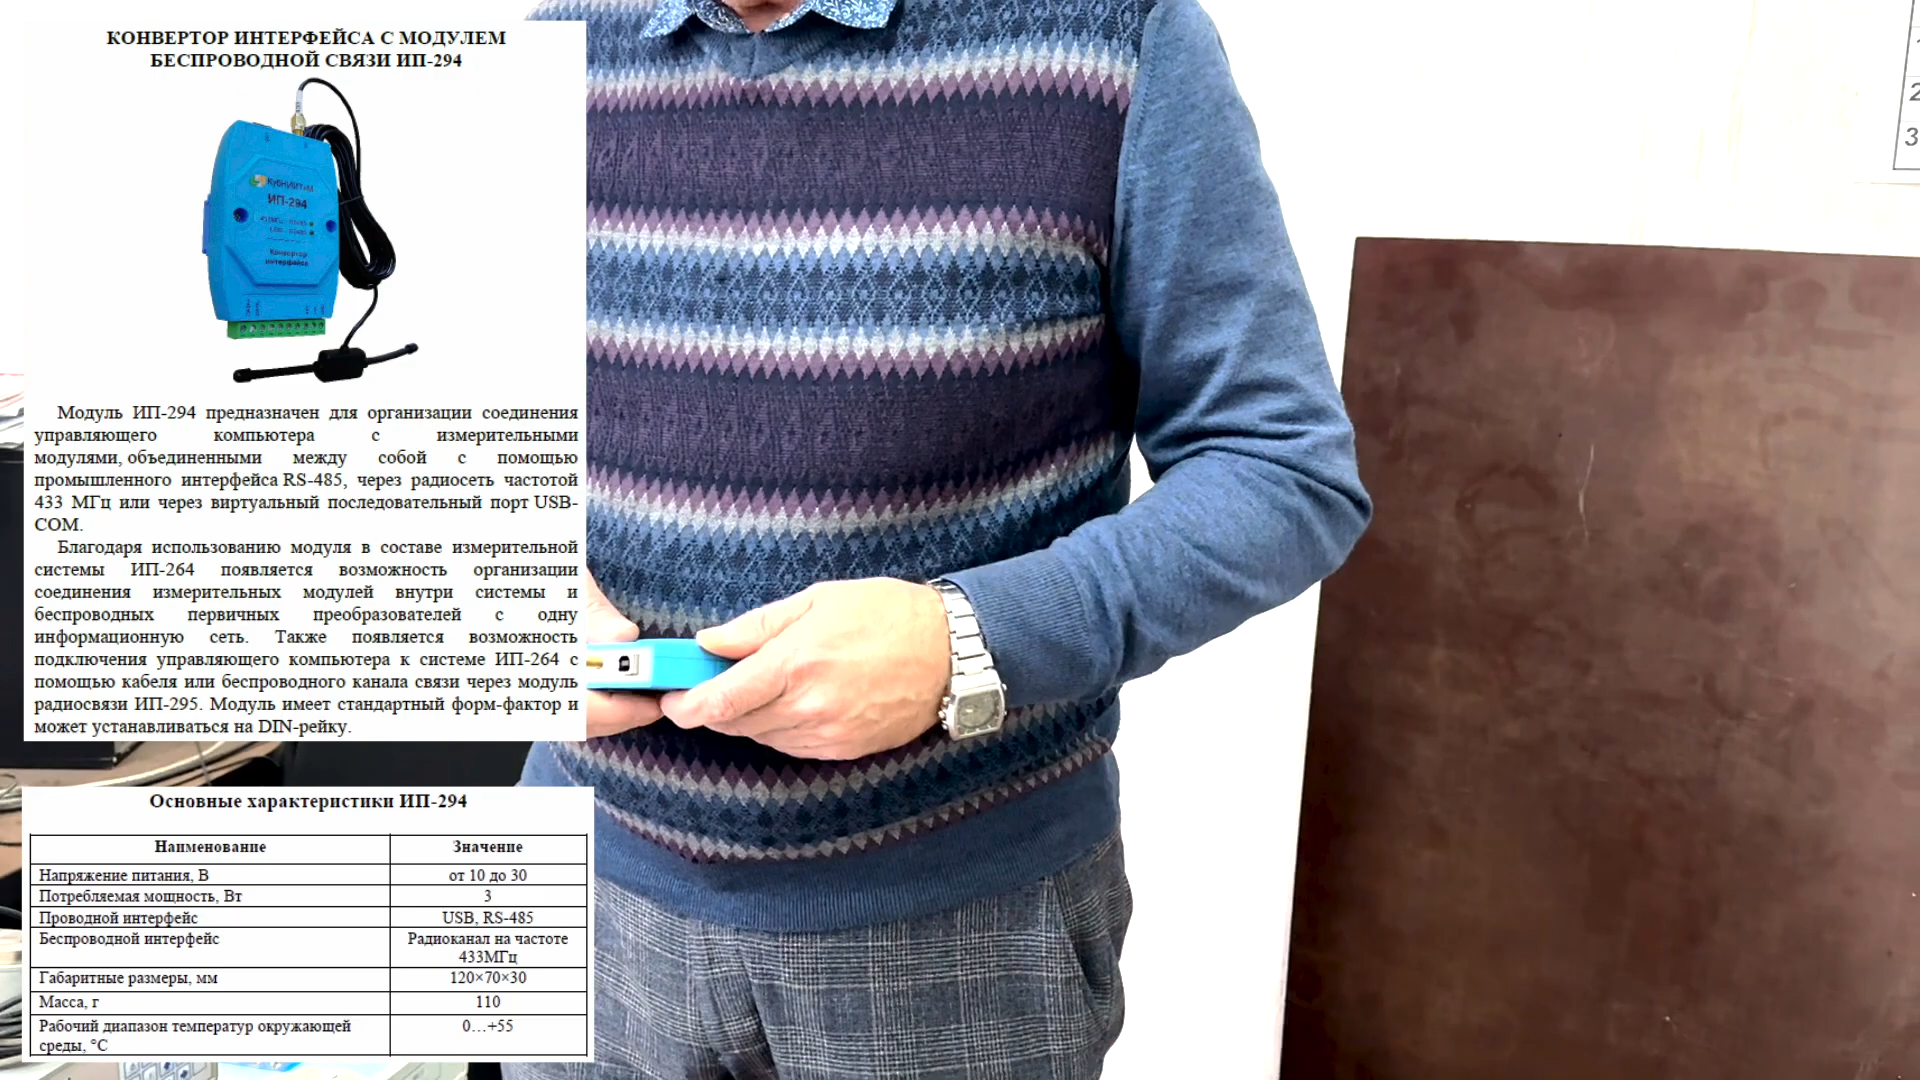 КОНВЕРТОР ИНТЕРФЕЙСА С МОДУЛЕМ
БЕСПРОВОДНОЙ СВЯЗИ ИП-294
КубНИИТиМ
ИП-294
Конвертор
интерфейса
Модуль ИП-294 предназначен для организации соединения
управляющего компьютера с измерительными
модулями, объединенными между собой с помощью
промышленного интерфейса RS-485, через радиосеть частотой
433 МГц или через виртуальный последовательный порт USB-
COM.
Благодаря использованию модуля в составе измерительной
системы ИП-264 появляется возможность организации
соединения измерительных модулей внутри системы и
беспроводных первичных преобразователей с одну
информационную сеть. Также появляется возможность
подключения управляющего компьютера к системе ИП-264 с
помощью кабеля или беспроводного канала связи через модуль
радиосвязи ИП-295. Модуль имеет стандартный форм-фактор и
может устанавливаться на DIN-рейку.
Основные характеристики ИП-294
Наименование Значение
Напряжение питания, В от 10 до 30
Потребляемая мощность, Вт 3
Проводной интерфейс USB, RS-485
Беспроводной интерфейс Радиоканал на частоте
433МГц
Габаритные размеры, мм 120×70×30
Масса, г 110
Рабочий диапазон температур окружающей 0…+55
среды, °С
2
3